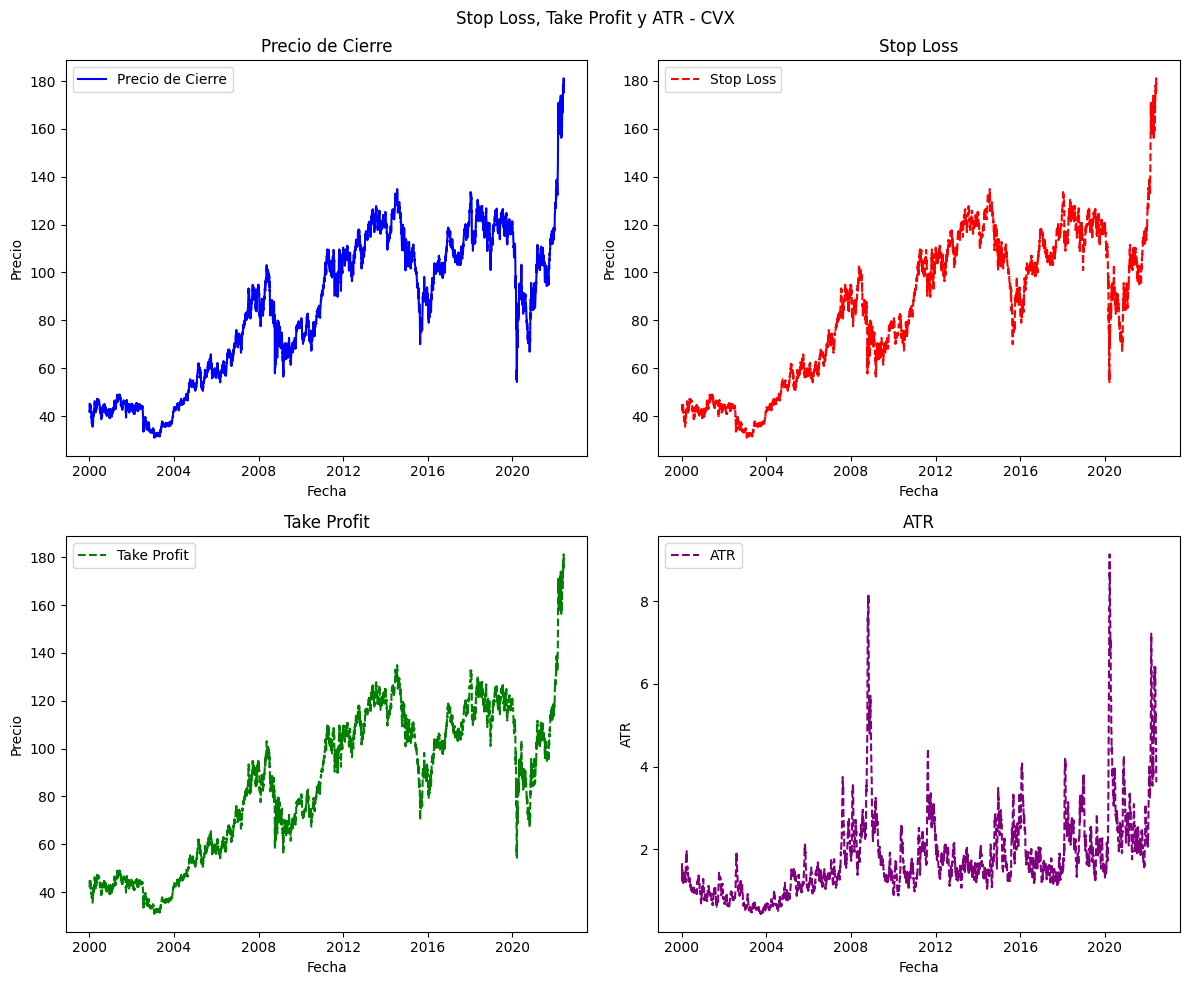 Stop Loss, Take Profit y ATR - CVX
Precio de Cierre
Precio de Cierre
Precio
180
160
140
120
100
80
60
40
2000 2004 2008 2012 2016 2020
Fecha
Stop Loss
Stop Loss
Precio
180
160
140
120
100
80
60
40
2000 2004 2008 2012 2016 2020
Fecha
Take Profit
Take Profit
Precio
180
160
140
120
100
80
60
40
2000 2004 2008 2012 2016 2020
Fecha
ATR
ATR
ATR
8
6
4
2
2000 2004 2008 2012 2016 2020
Fecha